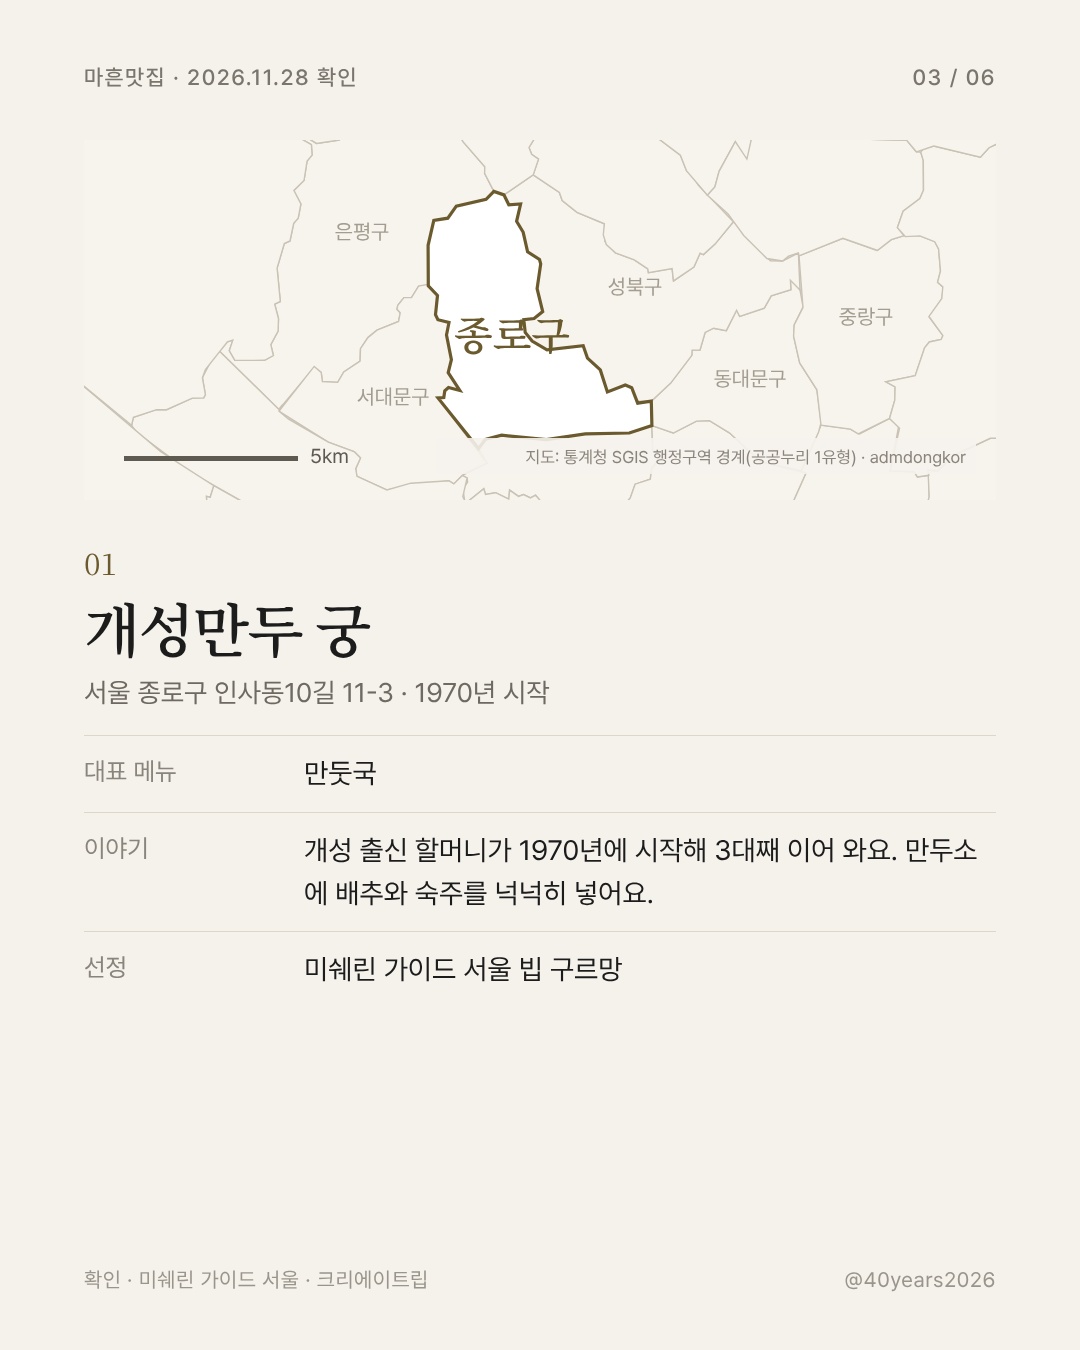 마흔맛집 · 2026.11.28 확인
03 / 06
은평구
성북구
중랑구
종로구
동대문구
서대문구
5km
지도: 통계청 SGIS 행정구역 경계(공공누리 1유형) · admdongkor
01
개성만두 궁
서울 종로구 인사동10길 11-3 · 1970년 시작
대표 메뉴
만둣국
이야기
개성 출신 할머니가 1970년에 시작해 3대째 이어 와요. 만두소
에 배추와 숙주를 넉넉히 넣어요.
선정
미쉐린 가이드 서울 빕 구르망
확인 · 미쉐린 가이드 서울 · 크리에이트립
@40years2026